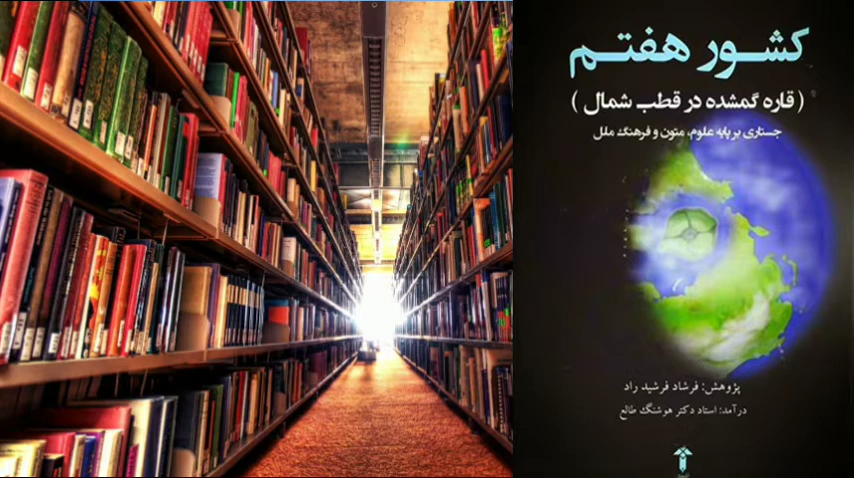 کشور هفتم
( قاره گمشده در قطب شمال )
جستاری بر پایه علوم، متون و فرهنگ ملل
پژوهش: فرشاد فرشید راد
درآمد: استاد دکتر هوشنگ طالع